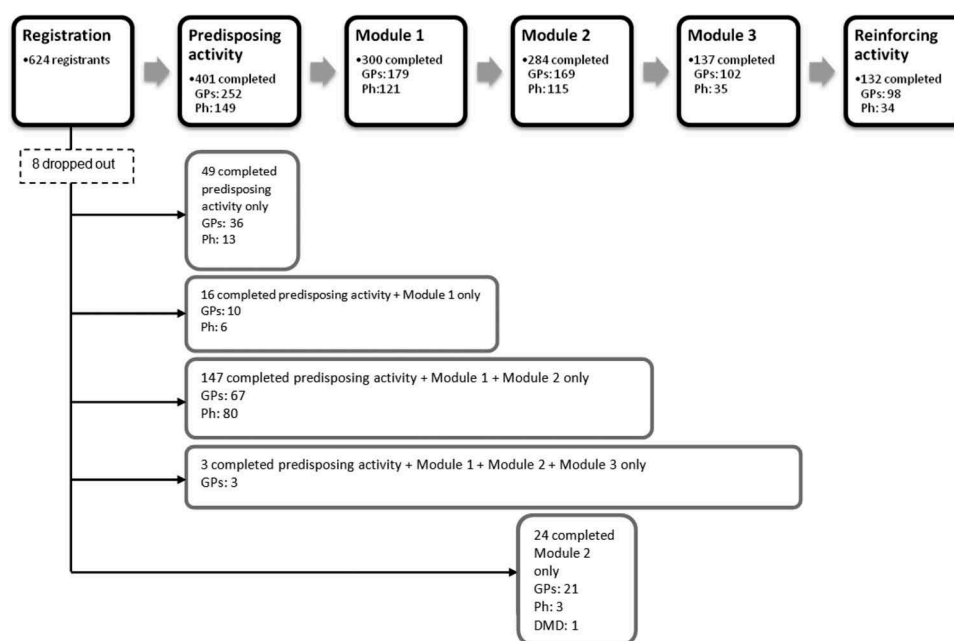 Registration
•624 registrants
Predisposing
activity
•401 completed
GPs: 252
Ph: 149
Module 1
•300 completed
GPs: 179
Ph:121
Module 2
•284 completed
GPs: 169
Ph: 115
Module 3
•137 completed
GPs: 102
Ph: 35
Reinforcing
activity
•132 completed
GPs: 98
Ph: 34
8 dropped out
49 completed
predisposing
activity only
GPs: 36
Ph: 13
16 completed predisposing activity + Module 1 only
GPs: 10
Ph: 6
147 completed predisposing activity + Module 1 + Module 2 only
GPs: 67
Ph: 80
3 completed predisposing activity + Module 1 + Module 2 + Module 3 only
GPs: 3
24 completed
Module 2
only
GPs: 21
Ph: 3
DMD: 1